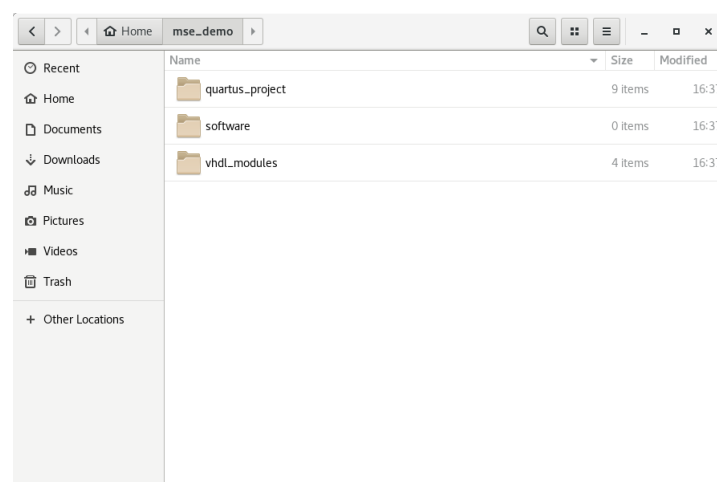 Home mse_demo
Name Size Modified
Recent
Home
Documents
Downloads
Music
Pictures
Videos
Trash
Other Locations
quartus_project 9 items
software 0 items
vhdl_modules 4 items